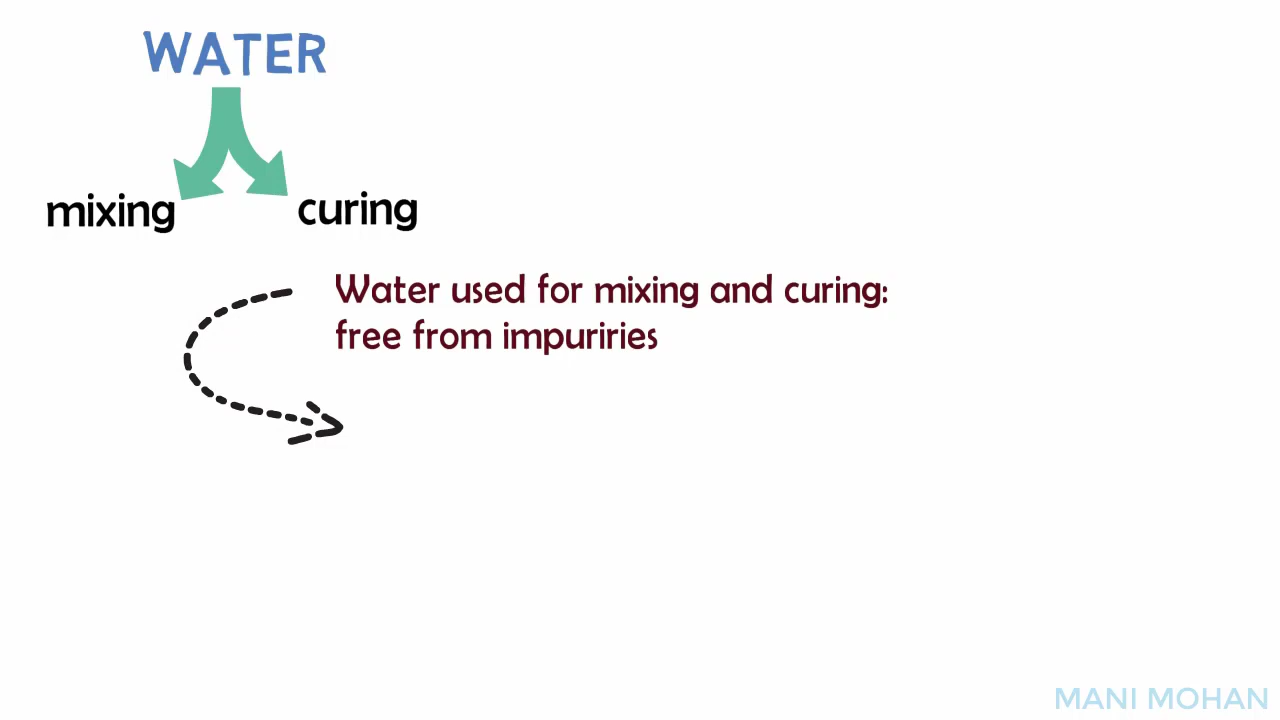 WATER
mixing
curing
Water used for mixing and curing:
free from impuriries
MANI MOHAN